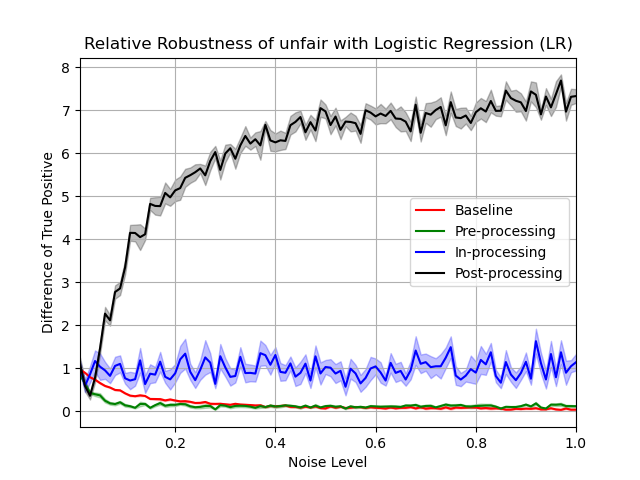 Relative Robustness of unfair with Logistic Regression (LR)
Difference of True Positive
8
7
6
5
4
3
2
1
0
Baseline
Pre-processing
In-processing
Post-processing
0.2
0.4
0.6
0.8
1.0
Noise Level